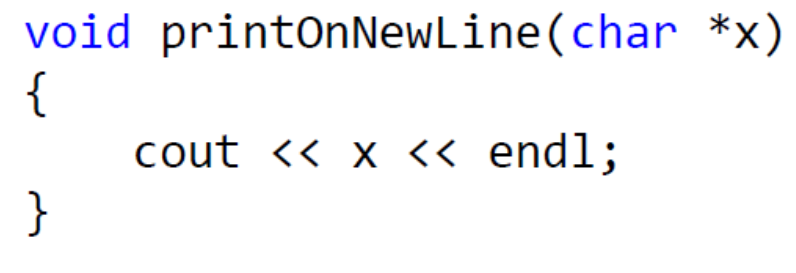 void printOnNewLine(char *x)
{
    cout << x << endl;
}